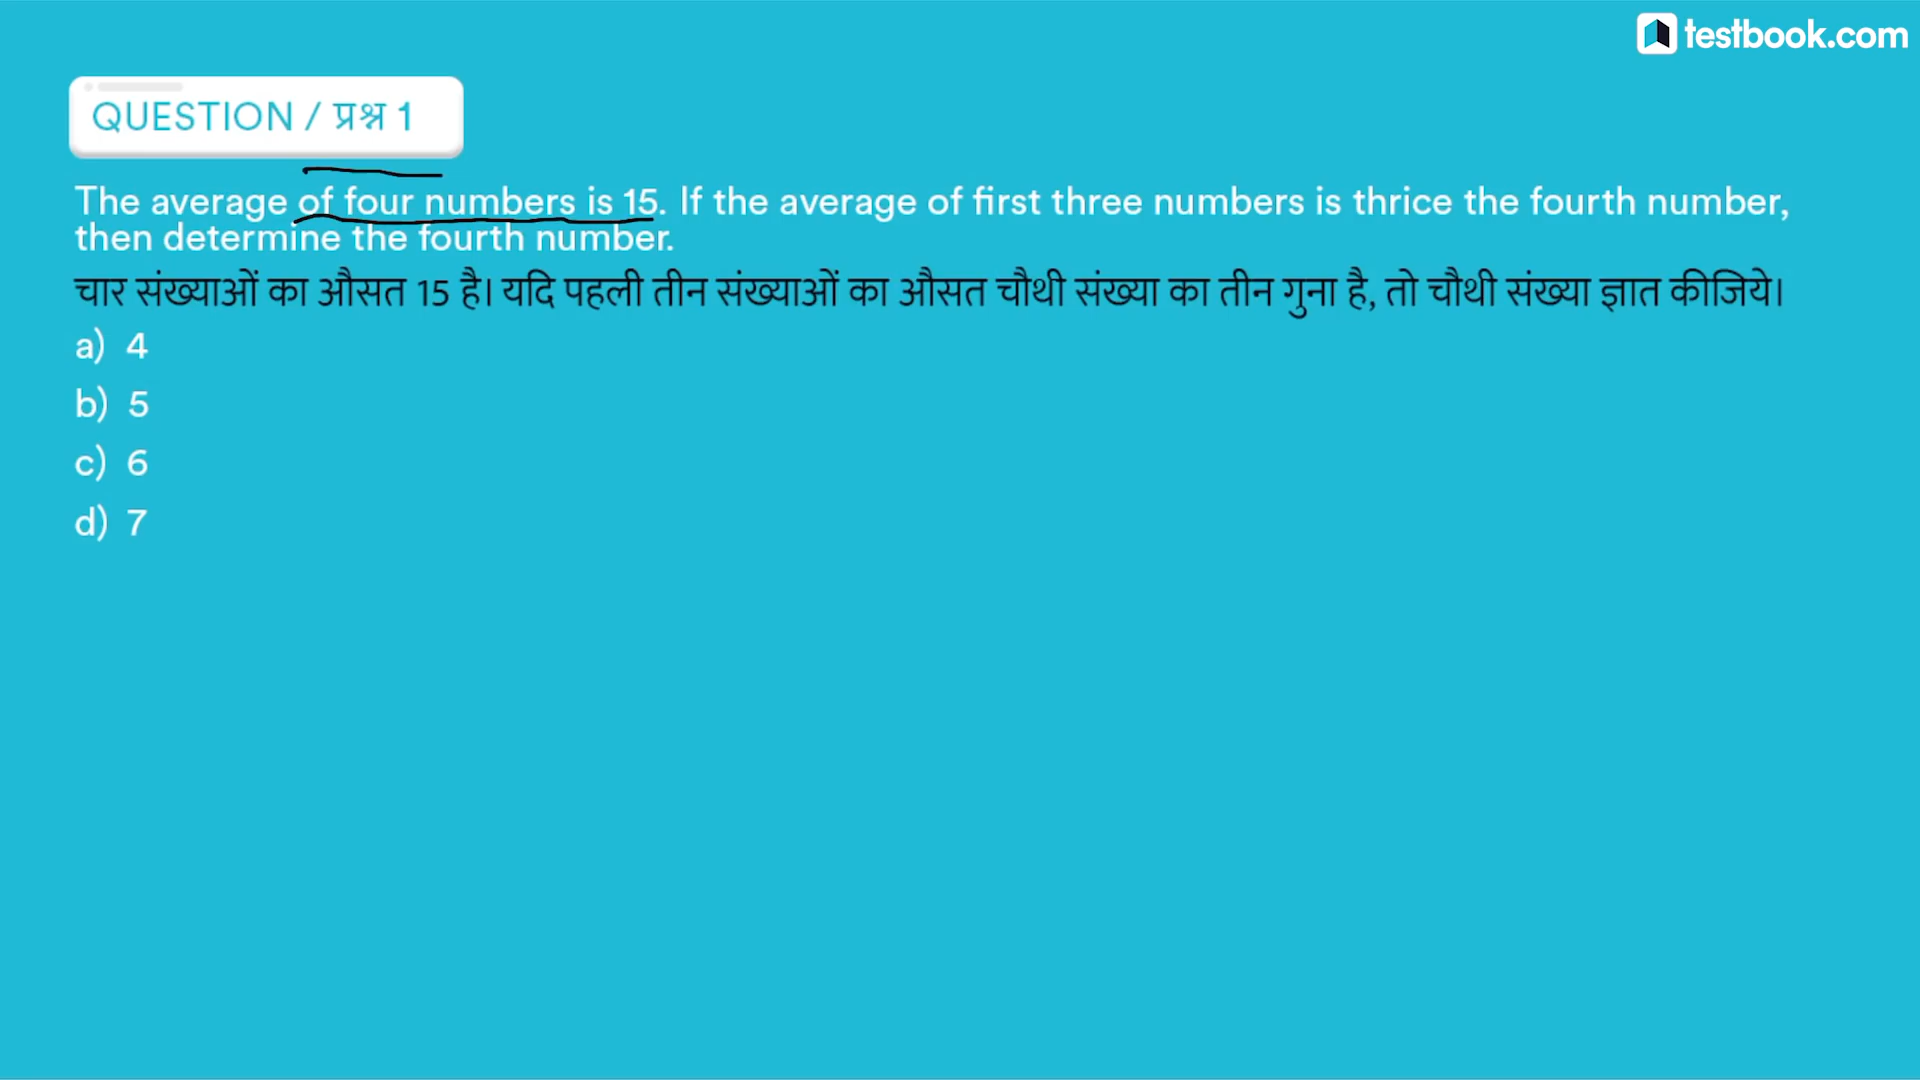 testbook.com
QUESTION / प्रश्न 1
The average of four numbers is 15. If the average of first three numbers is thrice the fourth number,
then determine the fourth number.
चार संख्याओं का औसत 15 है। यदि पहली तीन संख्याओं का औसत चौथी संख्या का तीन गुना है, तो चौथी संख्या ज्ञात कीजिये।
a) 4
b) 5
c) 6
d) 7